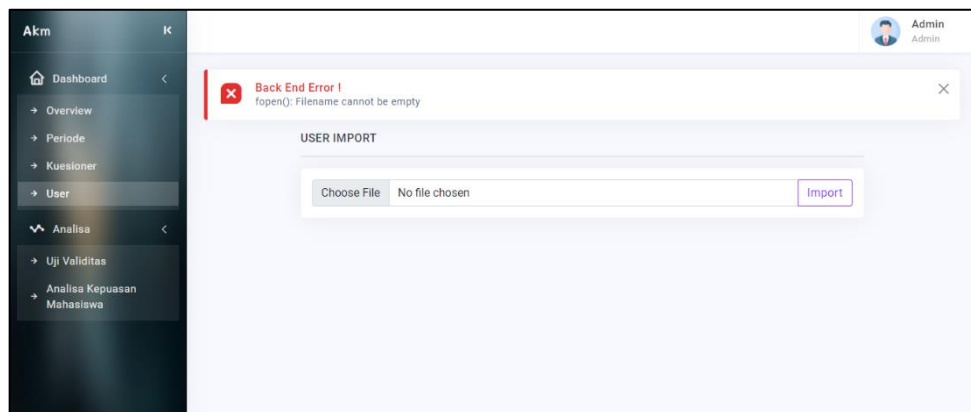 Akm
Admin
Admin
Dashboard
Overview
Periode
Kuesioner
User
Analisa
Uji Validitas
Analisa Kepuasan
Mahasiswa
Back End Error !
fopen(): Filename cannot be empty
USER IMPORT
Choose File No file chosen Import